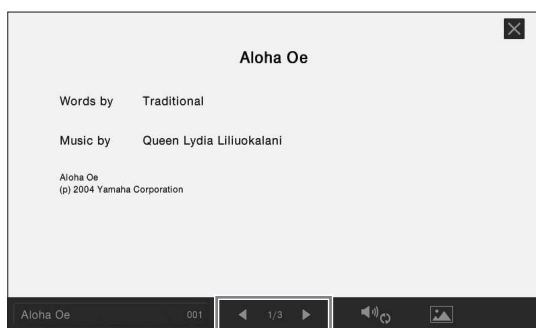 Aloha Oe
Words by Traditional
Music by Queen Lydia Liliuokalani
Aloha Oe
(p) 2004 Yamaha Corporation
Aloha Oe 001 1/3